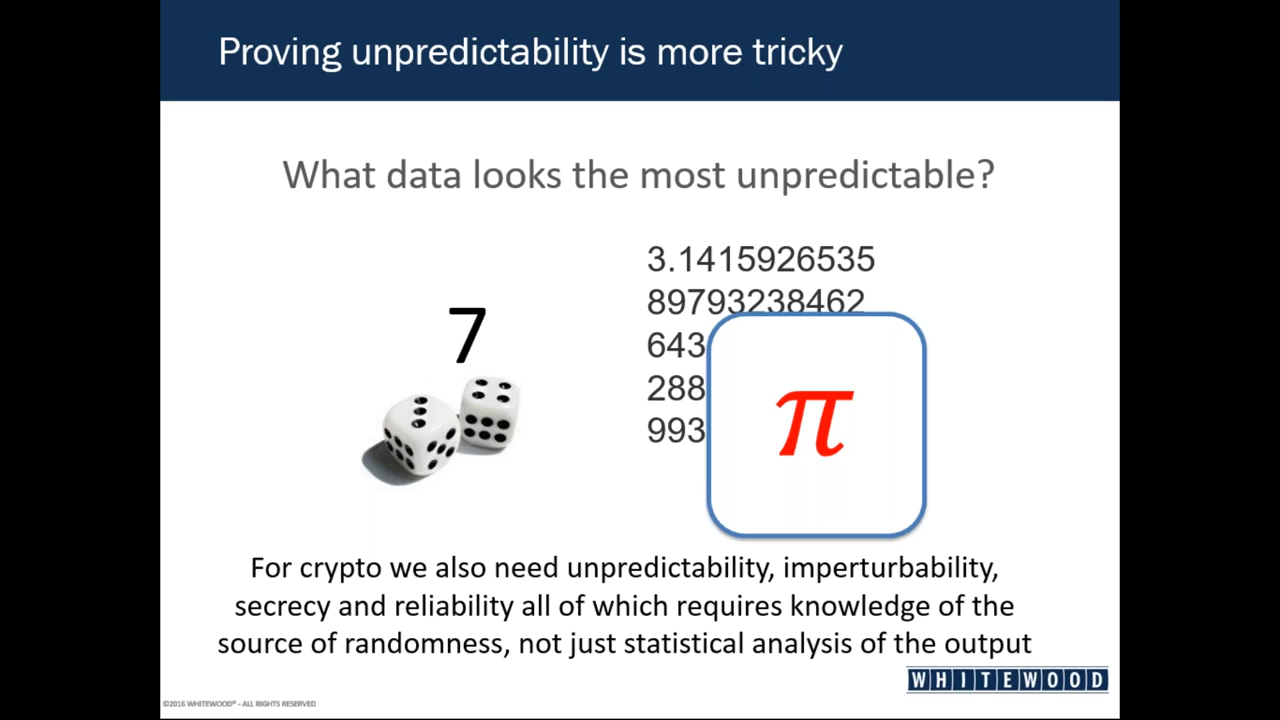 Proving unpredictability is more tricky
What data looks the most unpredictable?
7
3.1415926535
89793238462
643
288
993
π
For crypto we also need unpredictability, imperturbability,
secrecy and reliability all of which requires knowledge of the
source of randomness, not just statistical analysis of the output
WHITEWOOD
©2016 WHITEWOOD® - ALL RIGHTS RESERVED